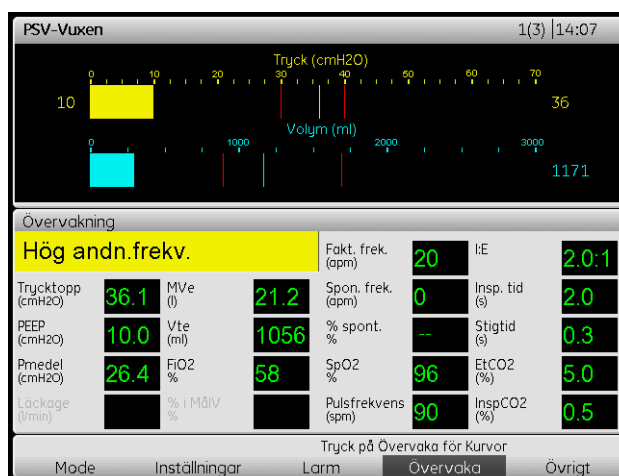 PSV-Vuxen 1(3) 14:07
Tryck (cmH2O)
0 10 20 30 40 50 60 70
10 36
Volym (ml)
0 1000 2000 3000
1171
Övervakning
Hög andn.frekv.
Fakt. frek. (apm) 20 I:E 2.0:1
Trycktopp (cmH2O) 36.1 MVe (l) 21.2 Spon. frek. (apm) 0 Insp. tid (s) 2.0
PEEP (cmH2O) 10.0 Vte (ml) 1056 % spont. % -- Stigtid (s) 0.3
Pmedel (cmH2O) 26.4 FiO2 % 58 SpO2 % 96 EtCO2 (%) 5.0
Läckage (l/min) % i MålV % Pulsfrekvens (spm) 90 InspCO2 (%) 0.5
Tryck på Övervaka för Kurvor
Mode Inställningar Larm Övervaka Övrigt